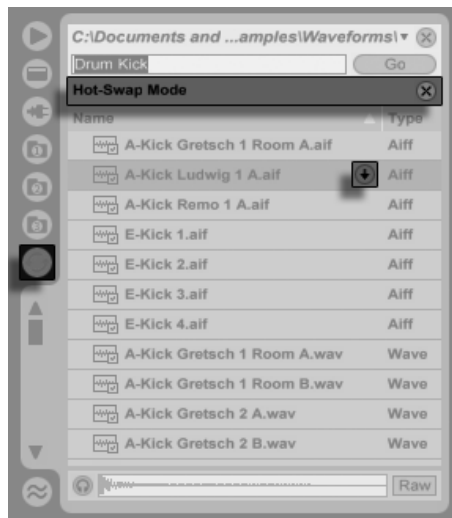 C:\Documents and ...amples\Waveforms\
Drum Kick Go
Hot-Swap Mode
Name Type
A-Kick Gretsch 1 Room A.aif Aiff
A-Kick Ludwig 1 A.aif Aiff
A-Kick Remo 1 A.aif Aiff
E-Kick 1.aif Aiff
E-Kick 2.aif Aiff
E-Kick 3.aif Aiff
E-Kick 4.aif Aiff
A-Kick Gretsch 1 Room A.wav Wave
A-Kick Gretsch 1 Room B.wav Wave
A-Kick Gretsch 2 A.wav Wave
A-Kick Gretsch 2 B.wav Wave
Raw